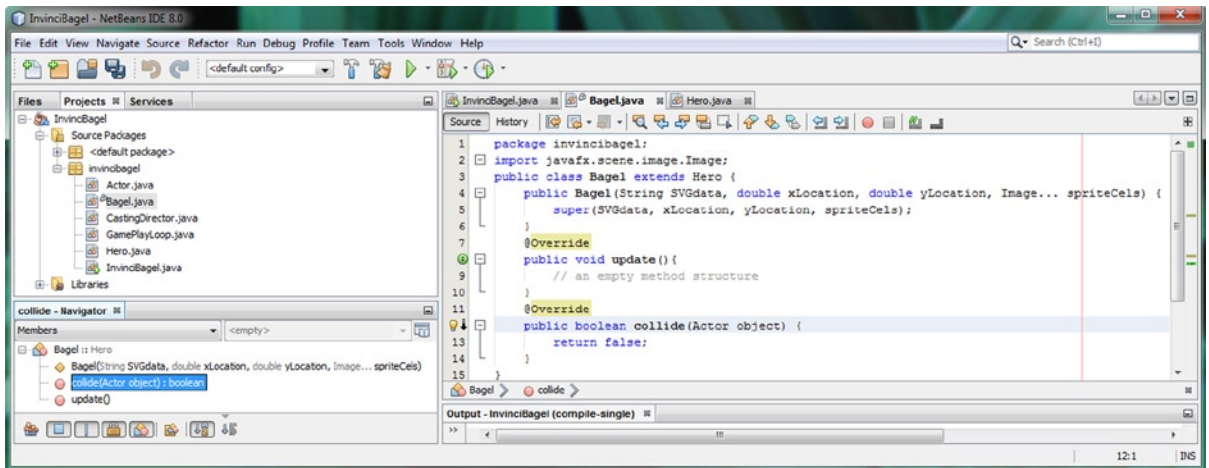 InvinciBagel - NetBeans IDE 8.0
File Edit View Navigate Source Refactor Run Debug Profile Team Tools Window Help
Search (Ctrl+I)
<default config>
Files Projects Services
InvinciBagel
Source Packages
<default package>
invincibagel
Actor.java
Bagel.java
CastingDirector.java
GamePlayLoop.java
Hero.java
InvinciBagel.java
Libraries
collide - Navigator
Members
<empty>
Bagel :: Hero
Bagel(String SVGdata, double xLocation, double yLocation, Image... spriteCels)
collide(Actor object) : boolean
update()
InvinciBagel.java Bagel.java Hero.java
Source History
1 package invincibagel;
2 import javafx.scene.image.Image;
3 public class Bagel extends Hero {
4 public Bagel(String SVGdata, double xLocation, double yLocation, Image... spriteCels) {
5 super(SVGdata, xLocation, yLocation, spriteCels);
6 }
7 @Override
public void update(){
9 // an empty method structure
10 }
11 @Override
public boolean collide(Actor object) {
13 return false;
14 }
15 }
Bagel collide
Output - InvinciBagel (compile-single)
12:1 INS